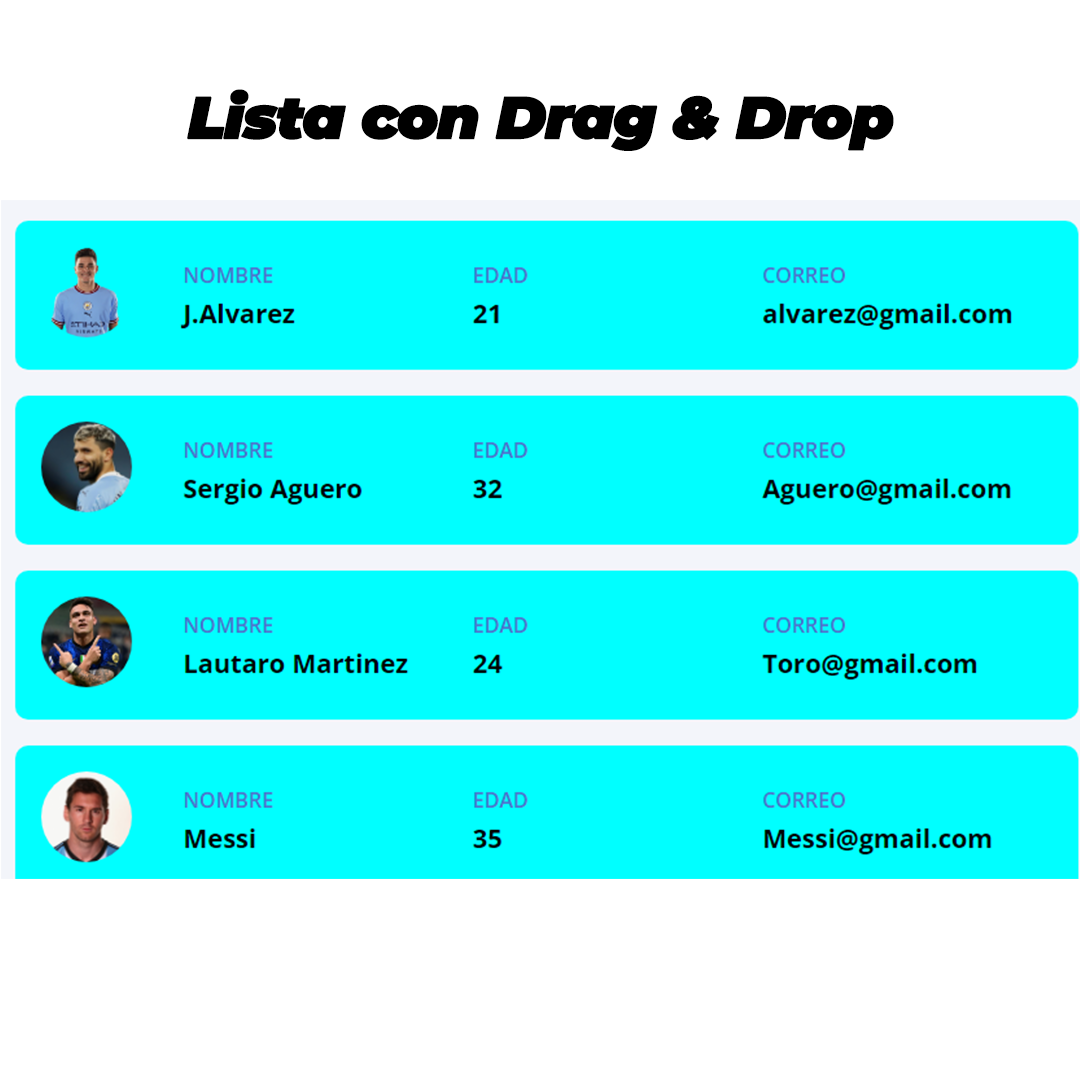 Lista con Drag & Drop
NOMBRE EDAD CORREO
J.Alvarez 21 alvarez@gmail.com
NOMBRE EDAD CORREO
Sergio Aguero 32 Aguero@gmail.com
NOMBRE EDAD CORREO
Lautaro Martinez 24 Toro@gmail.com
NOMBRE EDAD CORREO
Messi 35 Messi@gmail.com